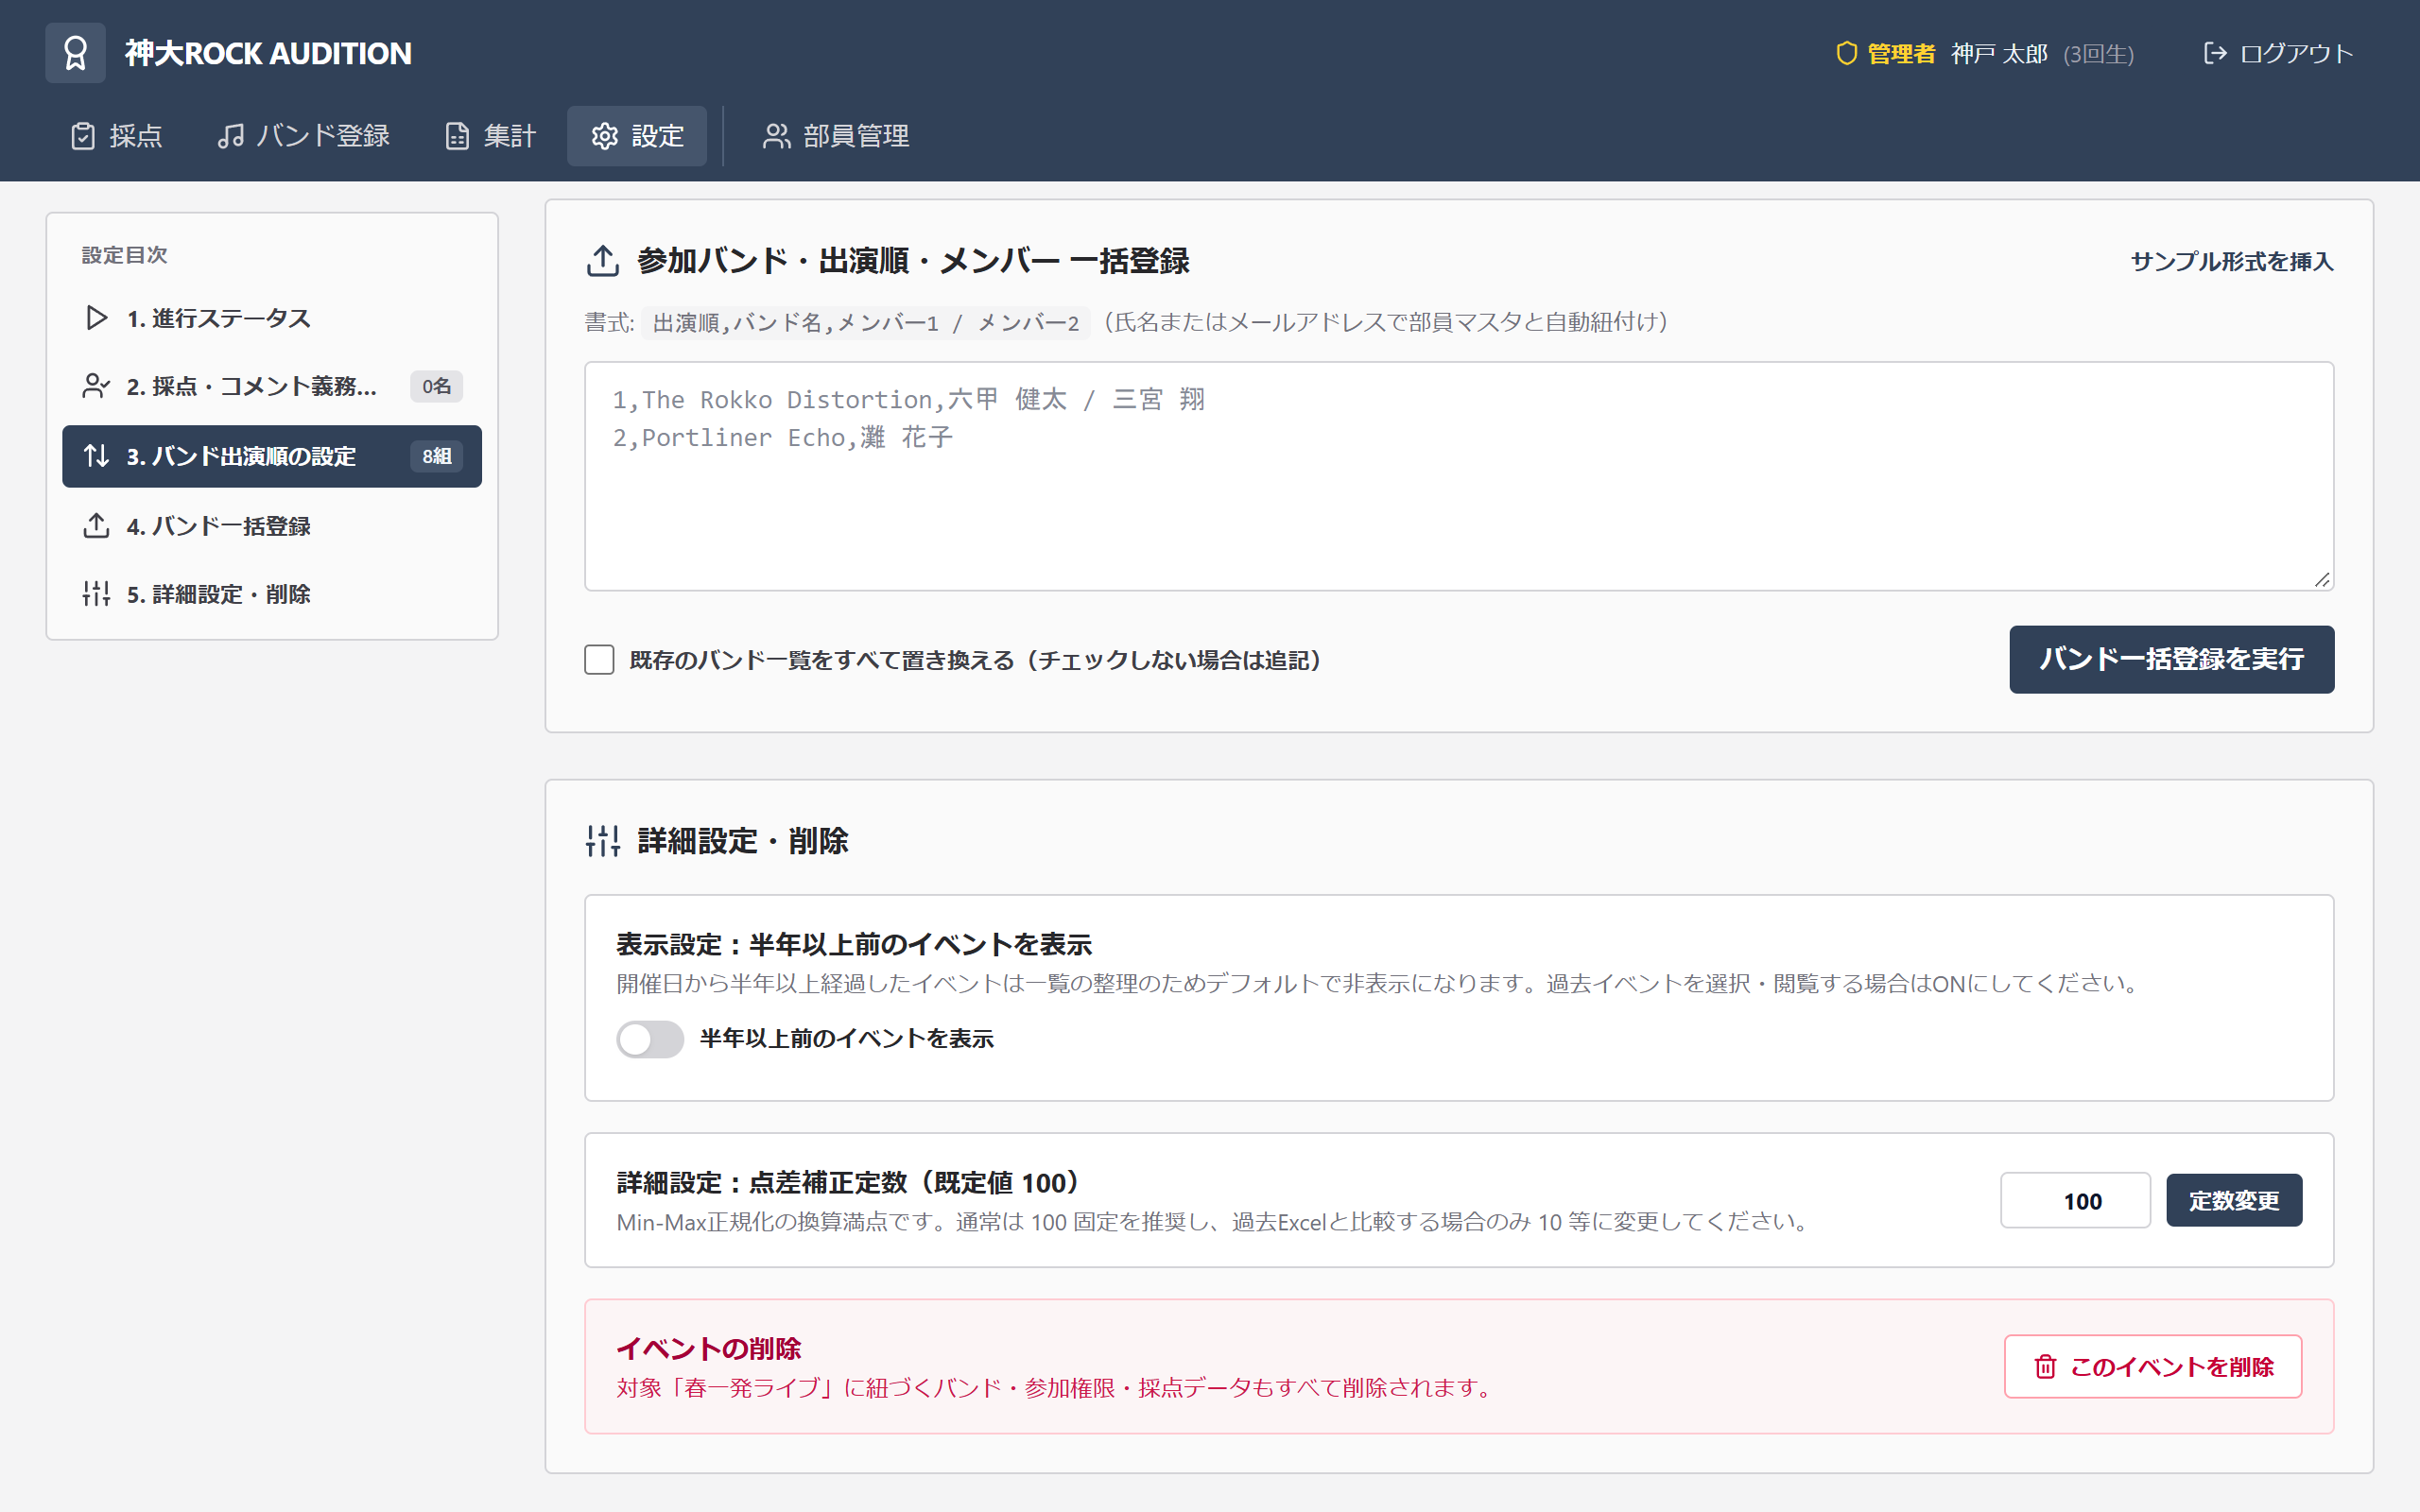 神大ROCK AUDITION
管理者 神戸 太郎 (3回生)
ログアウト
採点
バンド登録
集計
設定
部員管理
設定目次
1. 進行ステータス
2. 採点・コメント義務... 0名
3. バンド出演順の設定 8組
4. バンド一括登録
5. 詳細設定・削除
参加バンド・出演順・メンバー 一括登録
サンプル形式を挿入
書式: 出演順,バンド名,メンバー1 / メンバー2 （氏名またはメールアドレスで部員マスタと自動紐付け）
1,The Rokko Distortion,六甲 健太 / 三宮 翔
2,Portliner Echo,灘 花子
既存のバンド一覧をすべて置き換える（チェックしない場合は追記）
バンド一括登録を実行
詳細設定・削除
表示設定：半年以上前のイベントを表示
開催日から半年以上経過したイベントは一覧の整理のためデフォルトで非表示になります。過去イベントを選択・閲覧する場合はONにしてください。
半年以上前のイベントを表示
詳細設定：点差補正定数（既定値 100）
Min-Max正規化の換算満点です。通常は 100 固定を推奨し、過去Excelと比較する場合のみ 10 等に変更してください。
100
定数変更
イベントの削除
対象「春一発ライブ」に紐づくバンド・参加権限・採点データもすべて削除されます。
このイベントを削除